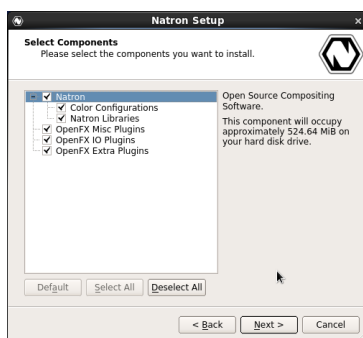 Natron Setup
Select Components
Please select the components you want to install.
Natron
Color Configurations
Natron Libraries
OpenFX Misc Plugins
OpenFX IO Plugins
OpenFX Extra Plugins
Open Source Compositing
Software.
This component will occupy
approximately 524.64 MiB on
your hard disk drive.
Default Select All Deselect All
< Back Next > Cancel